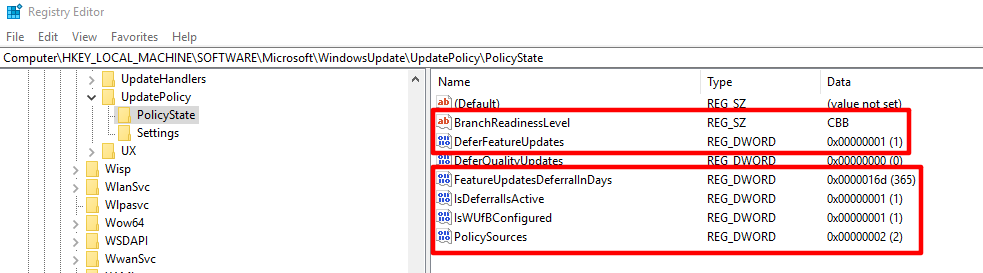 Registry Editor
File Edit View Favorites Help
Computer\HKEY_LOCAL_MACHINE\SOFTWARE\Microsoft\WindowsUpdate\UpdatePolicy\PolicyState
UpdateHandlers
UpdatePolicy
PolicyState
Settings
UX
Wisp
WlanSvc
Wlpasvc
Wow64
WSDAPI
WwanSvc
Name Type Data
(Default) REG_SZ (value not set)
BranchReadinessLevel REG_SZ CBB
DeferFeatureUpdates REG_DWORD 0x00000001 (1)
DeferQualityUpdates REG_DWORD 0x00000000 (0)
FeatureUpdatesDeferralInDays REG_DWORD 0x0000016d (365)
IsDeferralIsActive REG_DWORD 0x00000001 (1)
IsWUfBConfigured REG_DWORD 0x00000001 (1)
PolicySources REG_DWORD 0x00000002 (2)